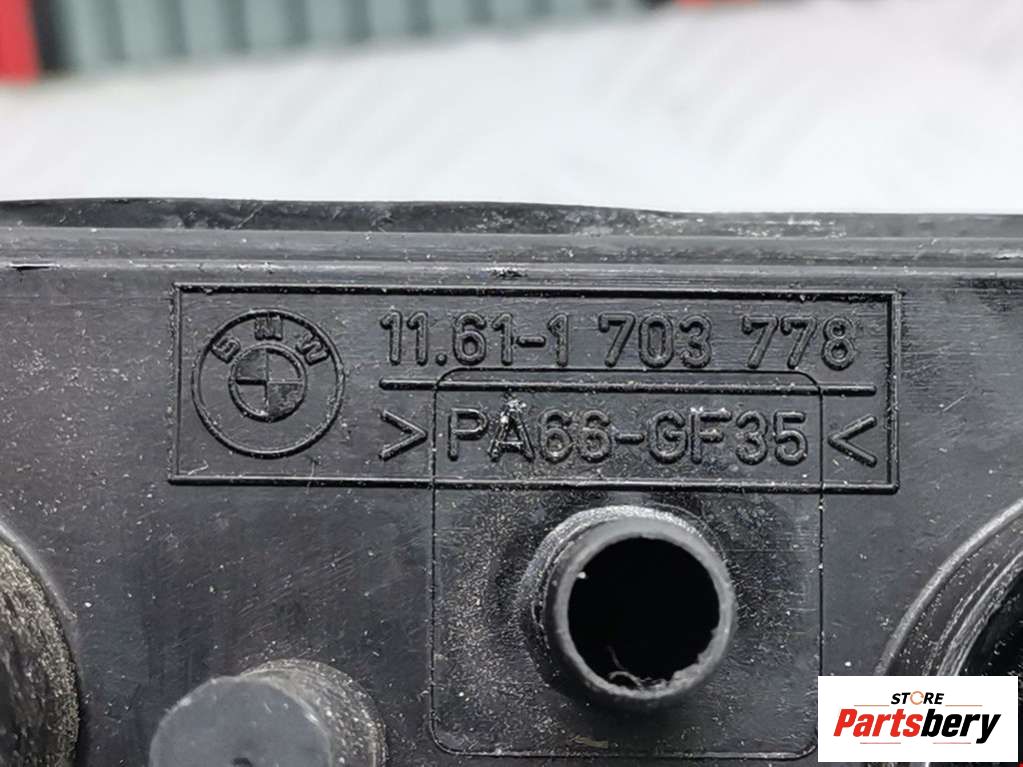 BMW
11.61-1 703 778
>PA66-GF35<
STORE
Partsbery